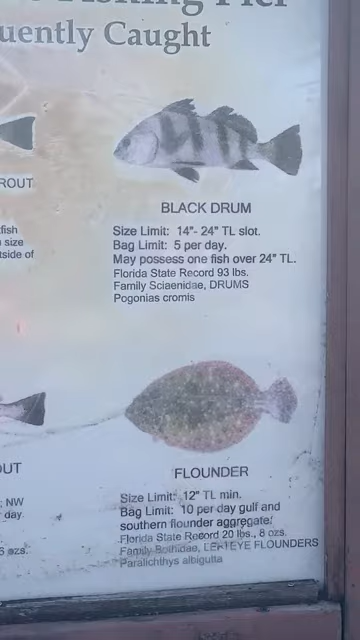 Fishing Pier
uently Caught
ROUT
fish
size
tside of
BLACK DRUM
Size Limit: 14"- 24" TL slot.
Bag Limit: 5 per day.
May possess one fish over 24" TL.
Florida State Record 93 lbs.
Family Sciaenidae, DRUMS
Pogonias cromis
OUT
; NW
day.
ozs.
FLOUNDER
Size Limit: 12" TL min.
Bag Limit: 10 per day gulf and
southern flounder aggregate.
Florida State Record 20 lbs., 8 ozs.
Family Bothidae, LEFTEYE FLOUNDERS
Paralichthys albigutta